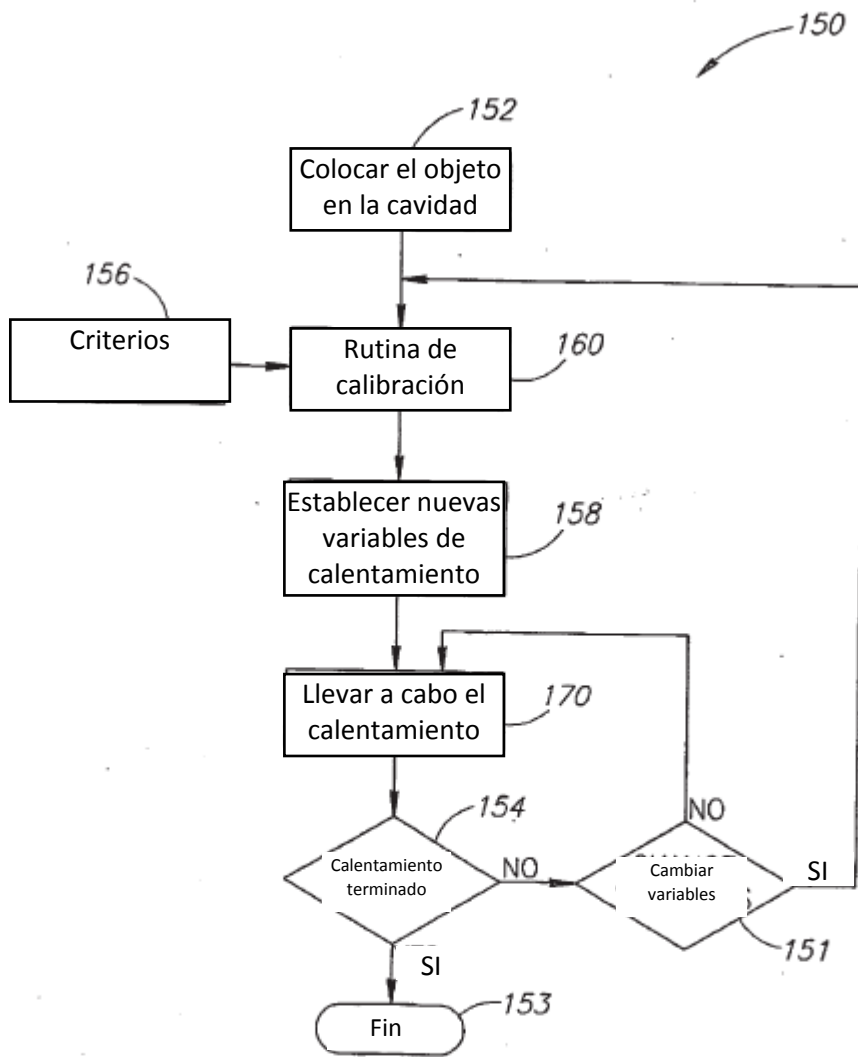 150
152
Colocar el objeto
en la cavidad
156
Criterios
Rutina de
calibración
160
Establecer nuevas
variables de
calentamiento
158
Llevar a cabo el
calentamiento
170
154
Calentamiento
terminado
NO
NO
Cambiar
variables
SI
151
SI
Fin
153